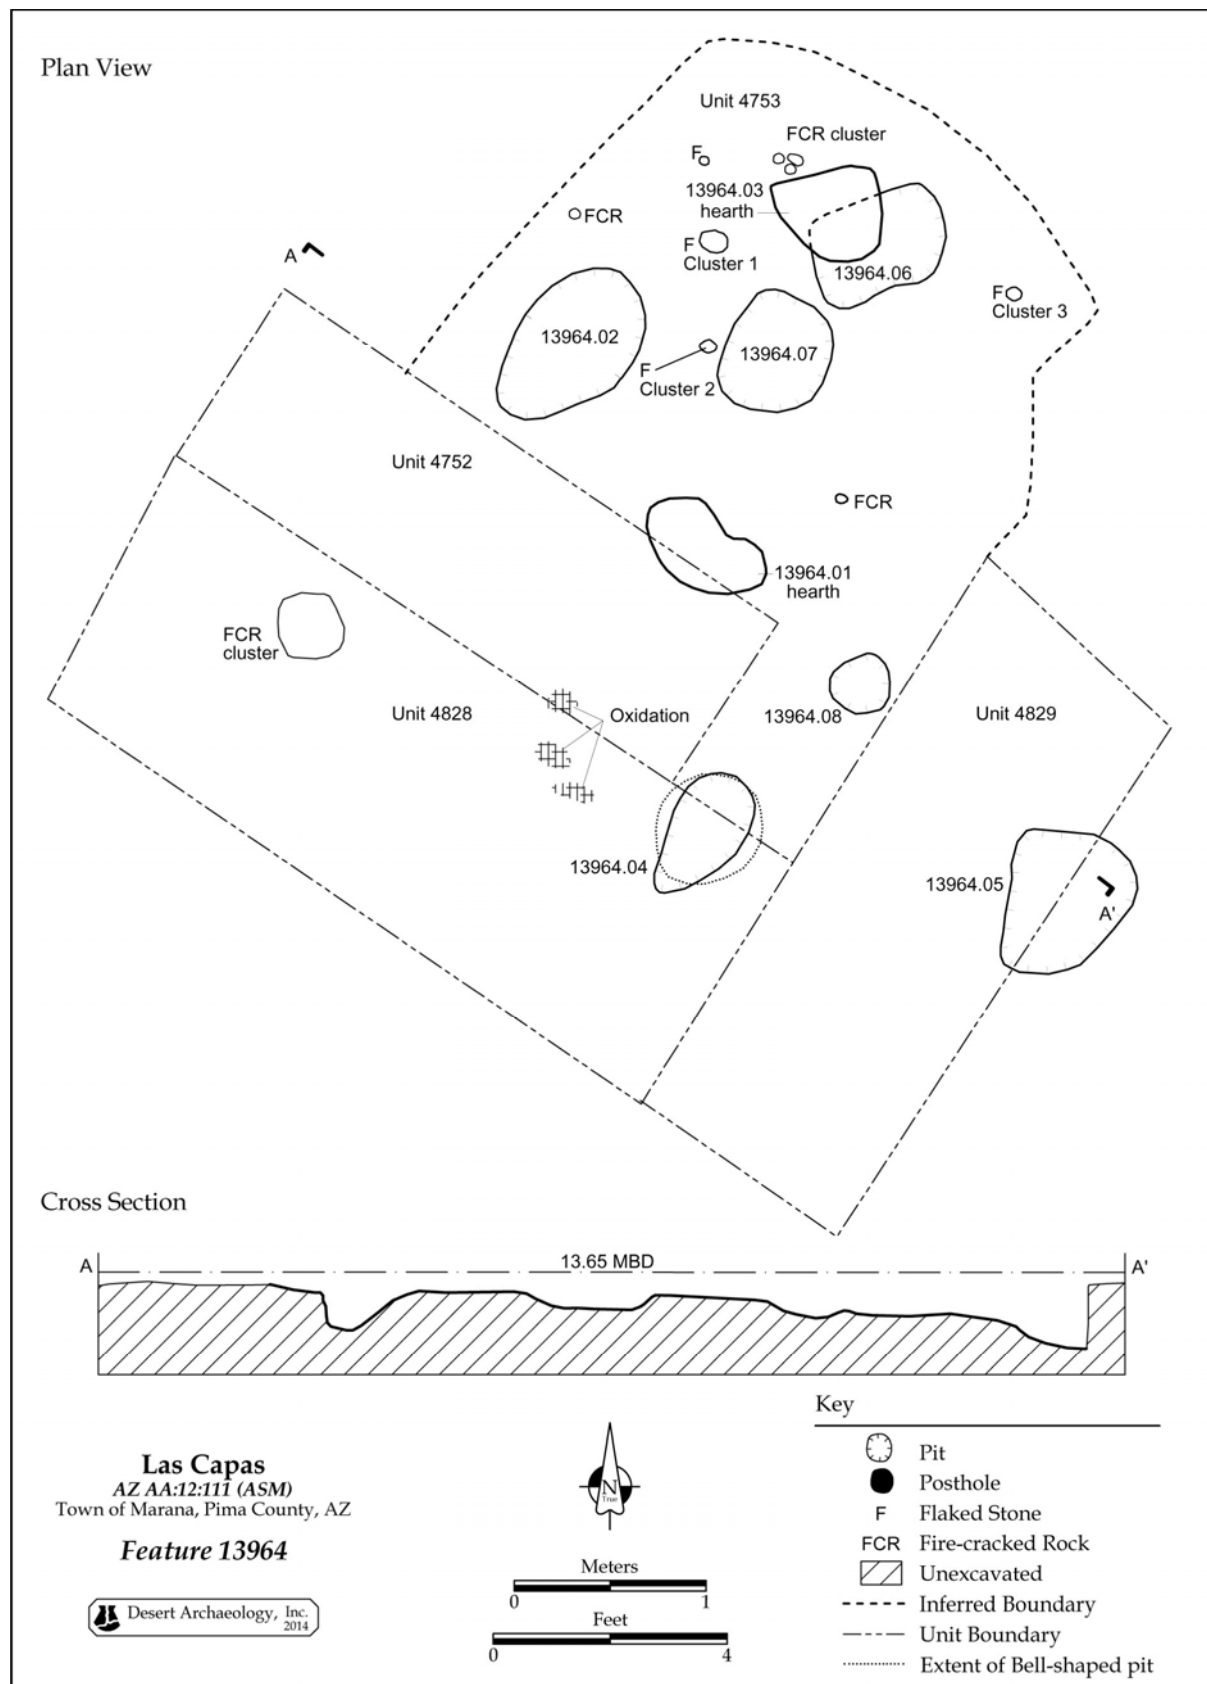 Plan View
Unit 4753
FCR cluster
F
13964.03
hearth
FCR
A
F
Cluster 1
13964.06
F
Cluster 3
13964.02
13964.07
F
Cluster 2
Unit 4752
FCR
13964.01
hearth
FCR
cluster
Unit 4828
Oxidation
13964.08
Unit 4829
13964.04
13964.05
A'
Cross Section
A
13.65 MBD
A'
Key
Pit
Posthole
F Flaked Stone
FCR Fire-cracked Rock
Unexcavated
Inferred Boundary
Unit Boundary
Extent of Bell-shaped pit
Las Capas
AZ AA:12:111 (ASM)
Town of Marana, Pima County, AZ
Feature 13964
Desert Archaeology, Inc.
2014
N
True
Meters
0 1
Feet
0 4